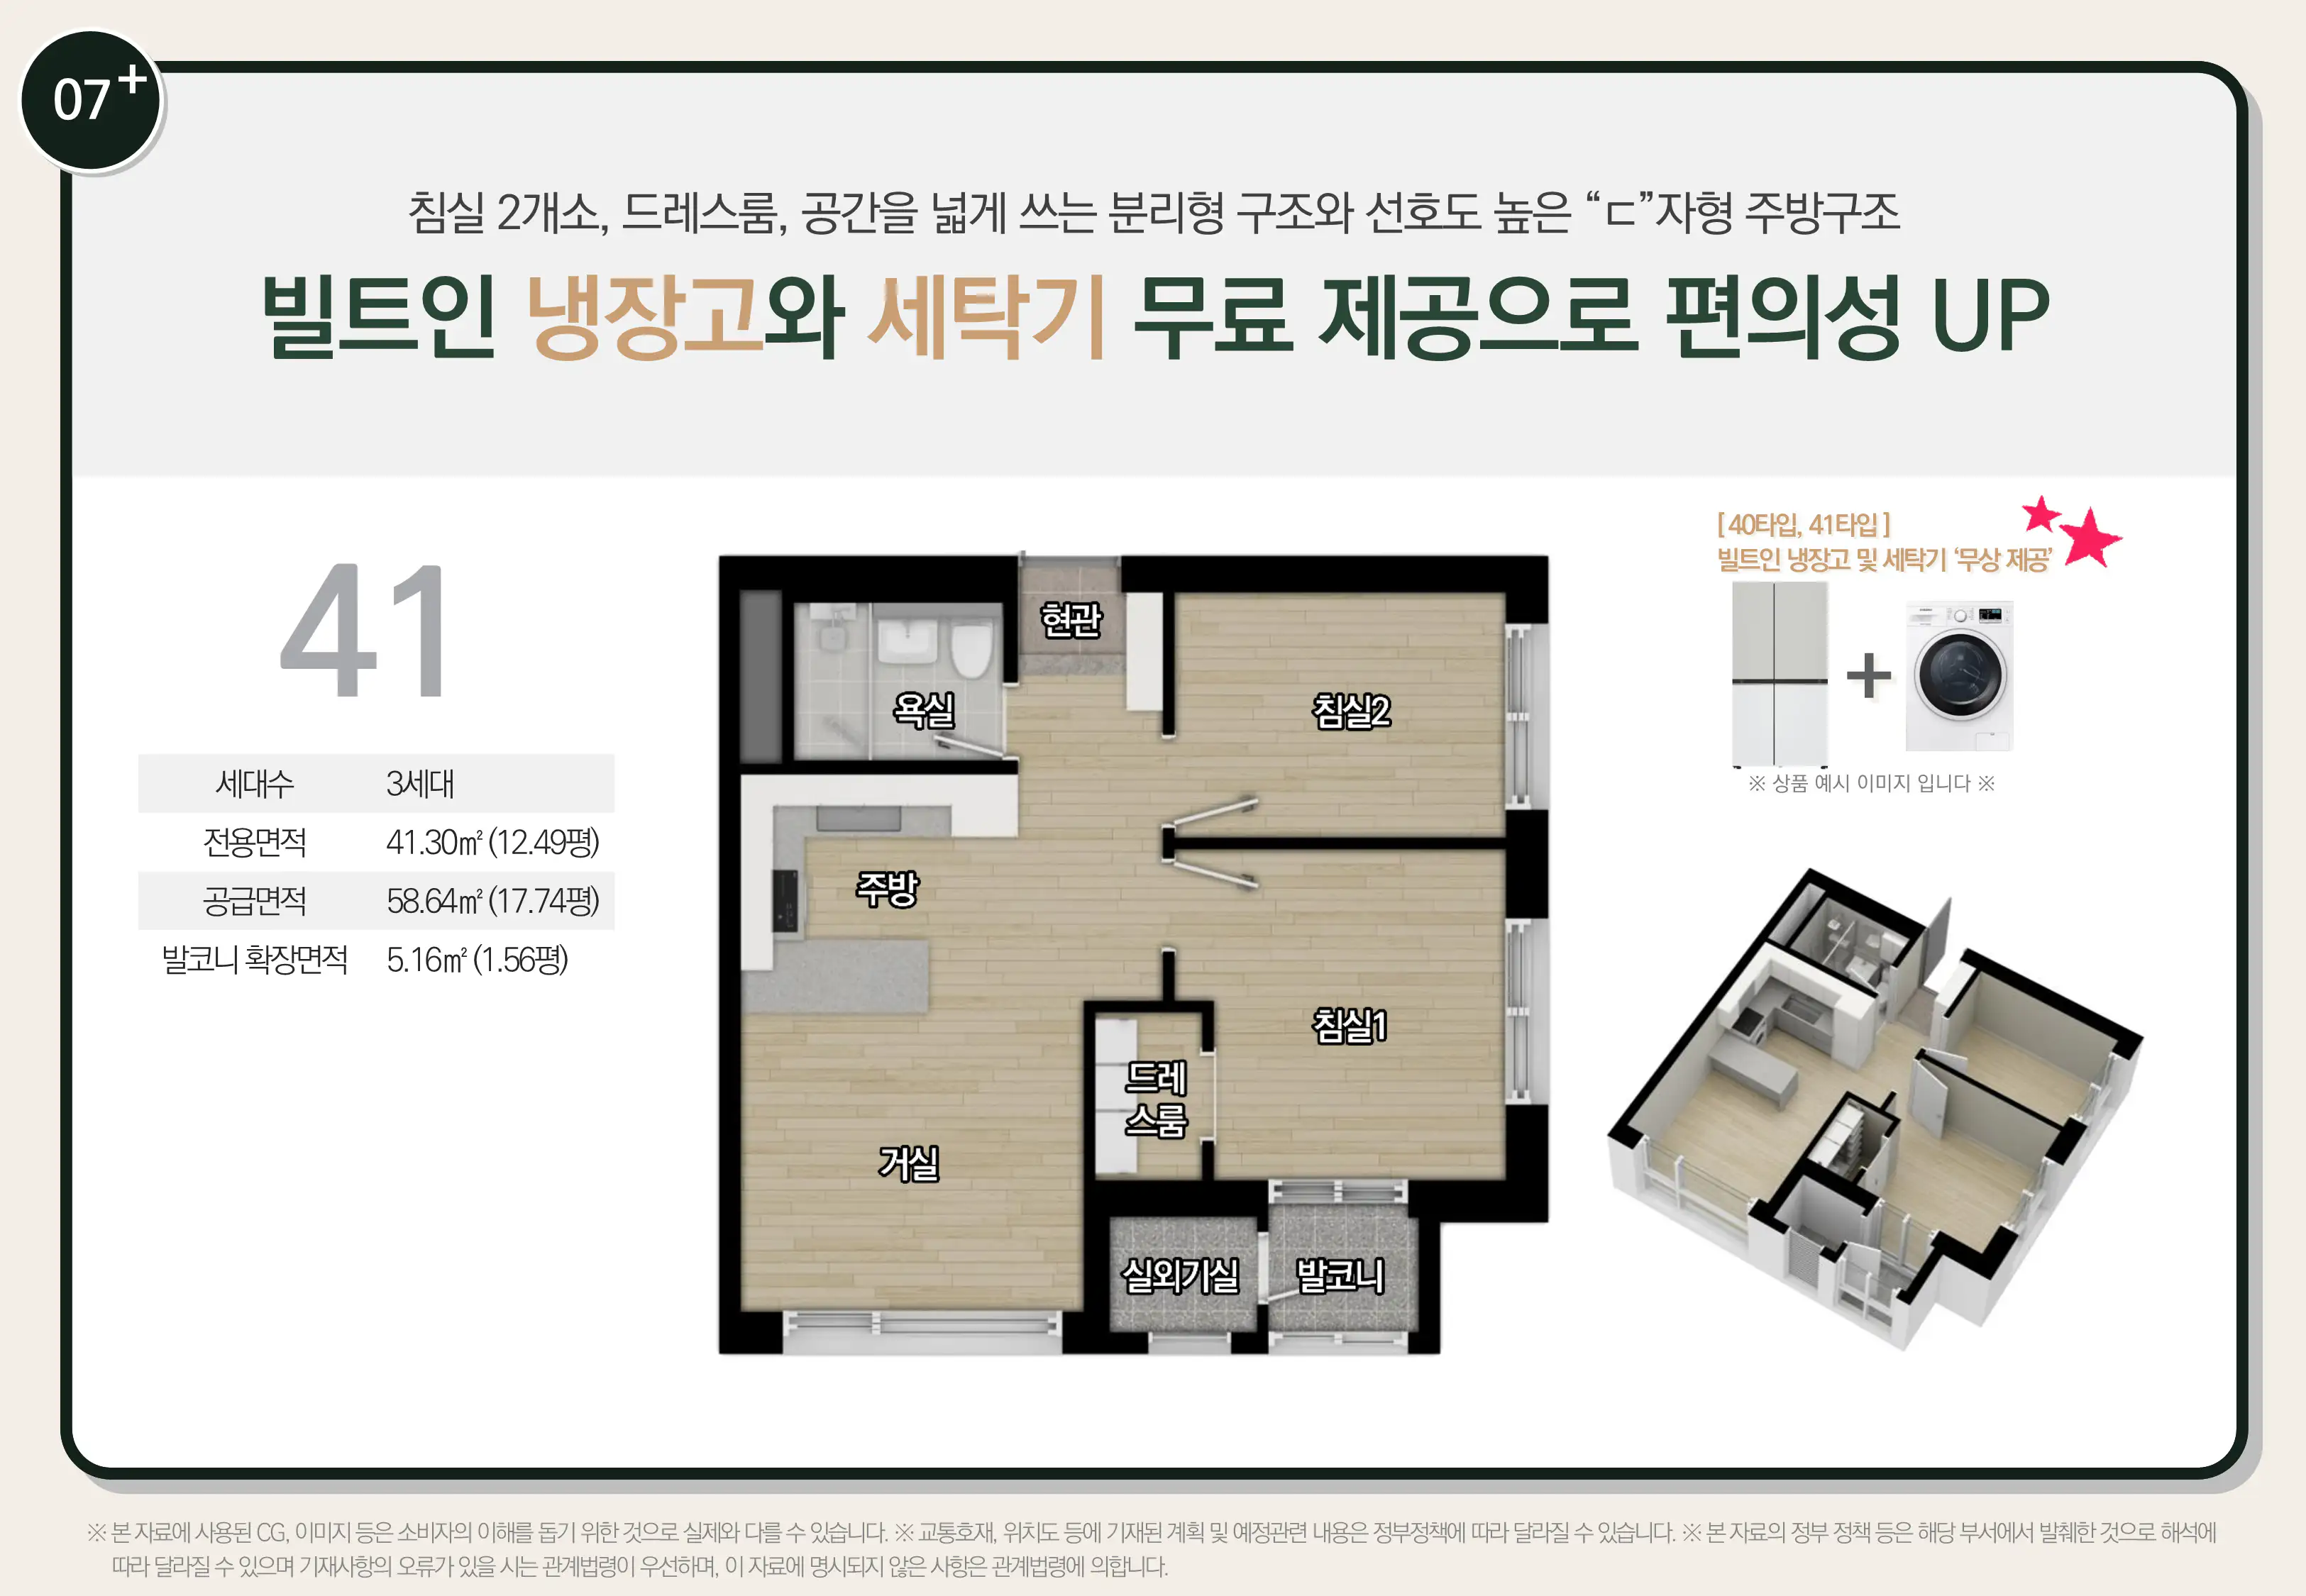 07+
침실 2개소, 드레스룸, 공간을 넓게 쓰는 분리형 구조와 선호도 높은 “ㄷ”자형 주방구조
빌트인 냉장고와 세탁기 무료 제공으로 편의성 UP
41
세대수 3세대
전용면적 41.30㎡(12.49평)
공급면적 58.64㎡(17.74평)
발코니 확장면적 5.16㎡(1.56평)
현관
욕실
침실2
주방
침실1
드레
스룸
거실
실외기실
발코니
[ 40타입, 41타입 ]
빌트인 냉장고 및 세탁기 ‘무상 제공’
+
※ 상품 예시 이미지 입니다 ※
※ 본 자료에 사용된 CG, 이미지 등은 소비자의 이해를 돕기 위한 것으로 실제와 다를 수 있습니다. ※ 교통호재, 위치도 등에 기재된 계획 및 예정관련 내용은 정부정책에 따라 달라질 수 있습니다. ※ 본 자료의 정부 정책 등은 해당 부서에서 발췌한 것으로 해석에
따라 달라질 수 있으며 기재사항의 오류가 있을 시는 관계법령이 우선하며, 이 자료에 명시되지 않은 사항은 관계법령에 의합니다.